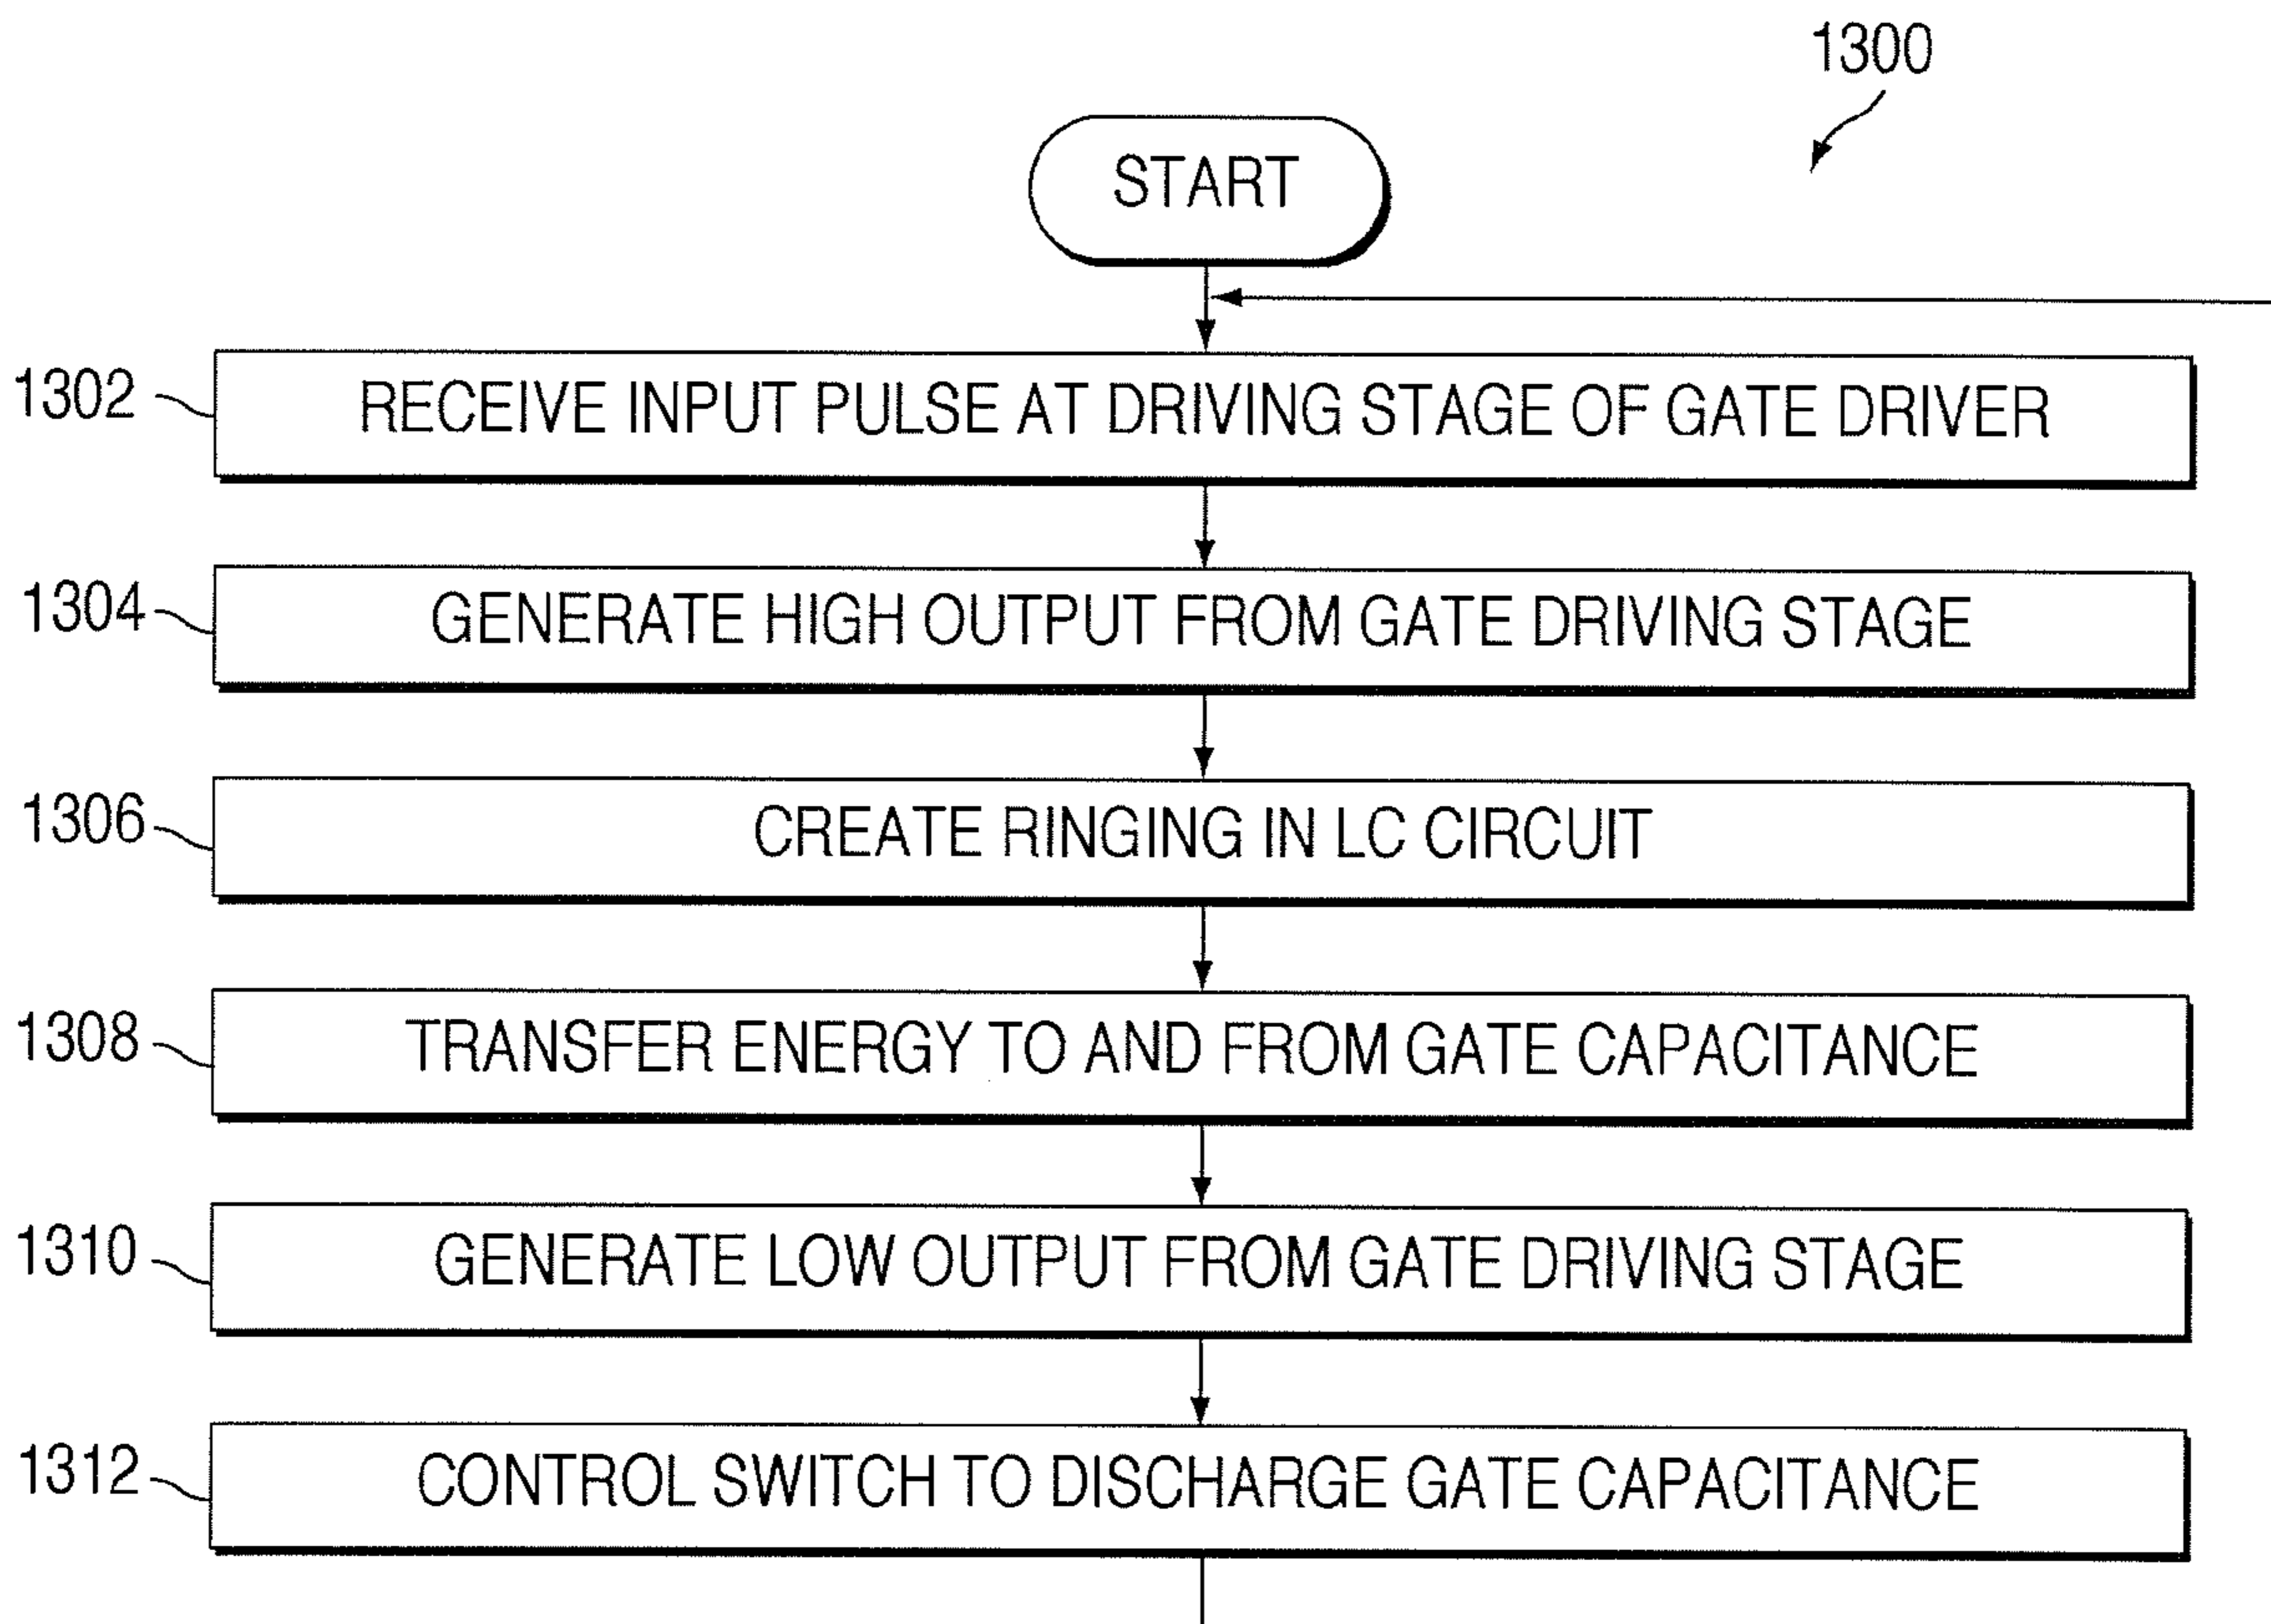 1300
START
1302 RECEIVE INPUT PULSE AT DRIVING STAGE OF GATE DRIVER
1304 GENERATE HIGH OUTPUT FROM GATE DRIVING STAGE
1306 CREATE RINGING IN LC CIRCUIT
1308 TRANSFER ENERGY TO AND FROM GATE CAPACITANCE
1310 GENERATE LOW OUTPUT FROM GATE DRIVING STAGE
1312 CONTROL SWITCH TO DISCHARGE GATE CAPACITANCE